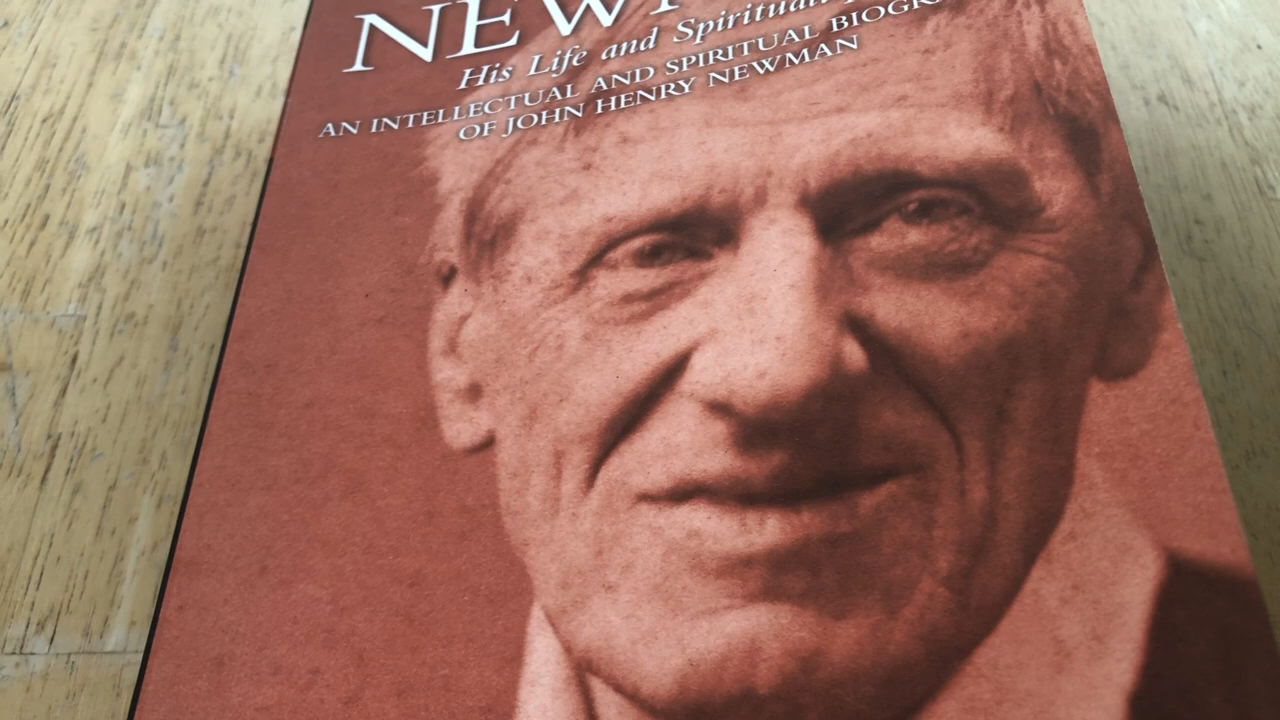 NEW
His Life and Spiritual
AN INTELLECTUAL AND SPIRITUAL
OF JOHN HENRY NEWMAN